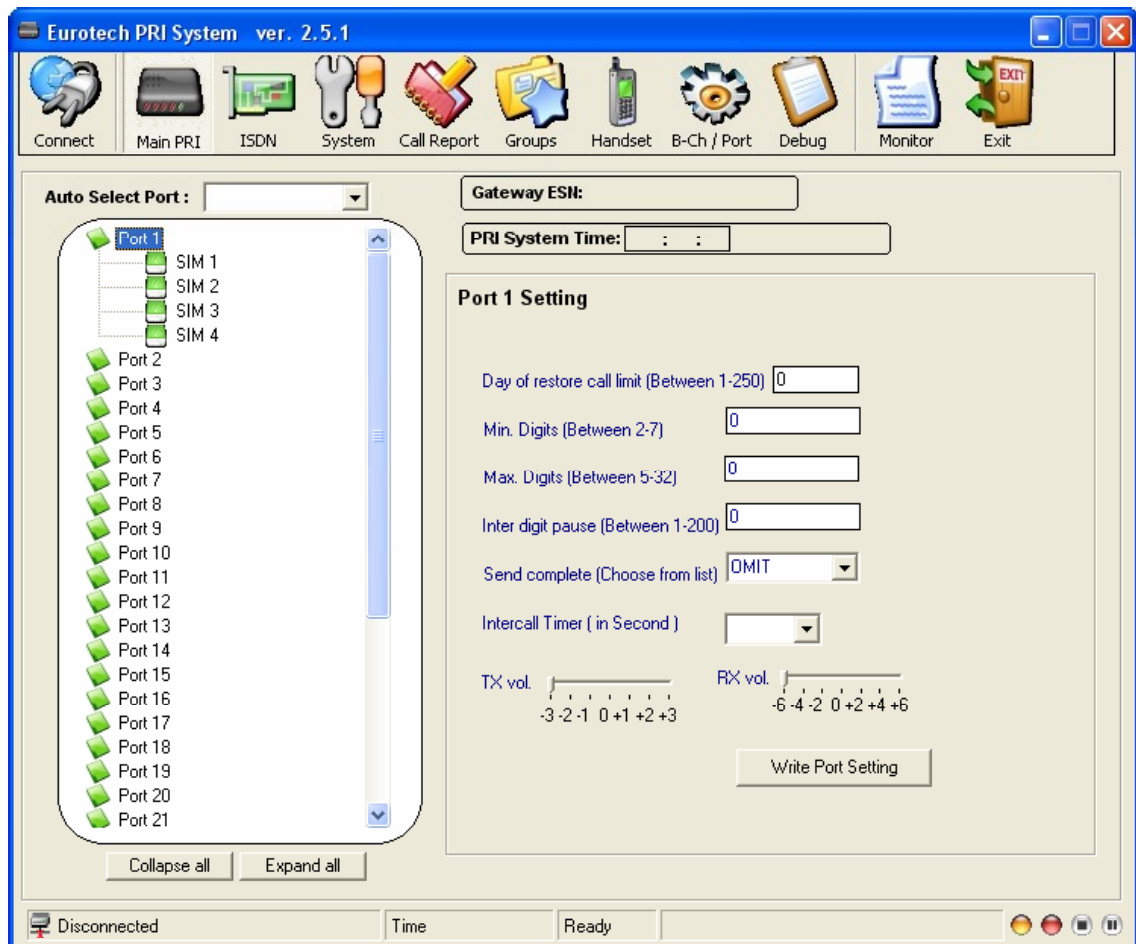 Eurotech PRI System ver. 2.5.1
Connect Main PRI ISDN System Call Report Groups Handset B-Ch / Port Debug Monitor Exit
EXIT
Auto Select Port :
Port 1
SIM 1
SIM 2
SIM 3
SIM 4
Port 2
Port 3
Port 4
Port 5
Port 6
Port 7
Port 8
Port 9
Port 10
Port 11
Port 12
Port 13
Port 14
Port 15
Port 16
Port 17
Port 18
Port 19
Port 20
Port 21
Collapse all Expand all
Gateway ESN:
PRI System Time: : :
Port 1 Setting
Day of restore call limit (Between 1-250) 0
Min. Digits (Between 2-7) 0
Max. Digits (Between 5-32) 0
Inter digit pause (Between 1-200) 0
Send complete (Choose from list) OMIT
Intercall Timer ( in Second )
TX vol. RX vol.
-3 -2 -1 0 +1 +2 +3 -6 -4 -2 0 +2 +4 +6
Write Port Setting
Disconnected Time Ready